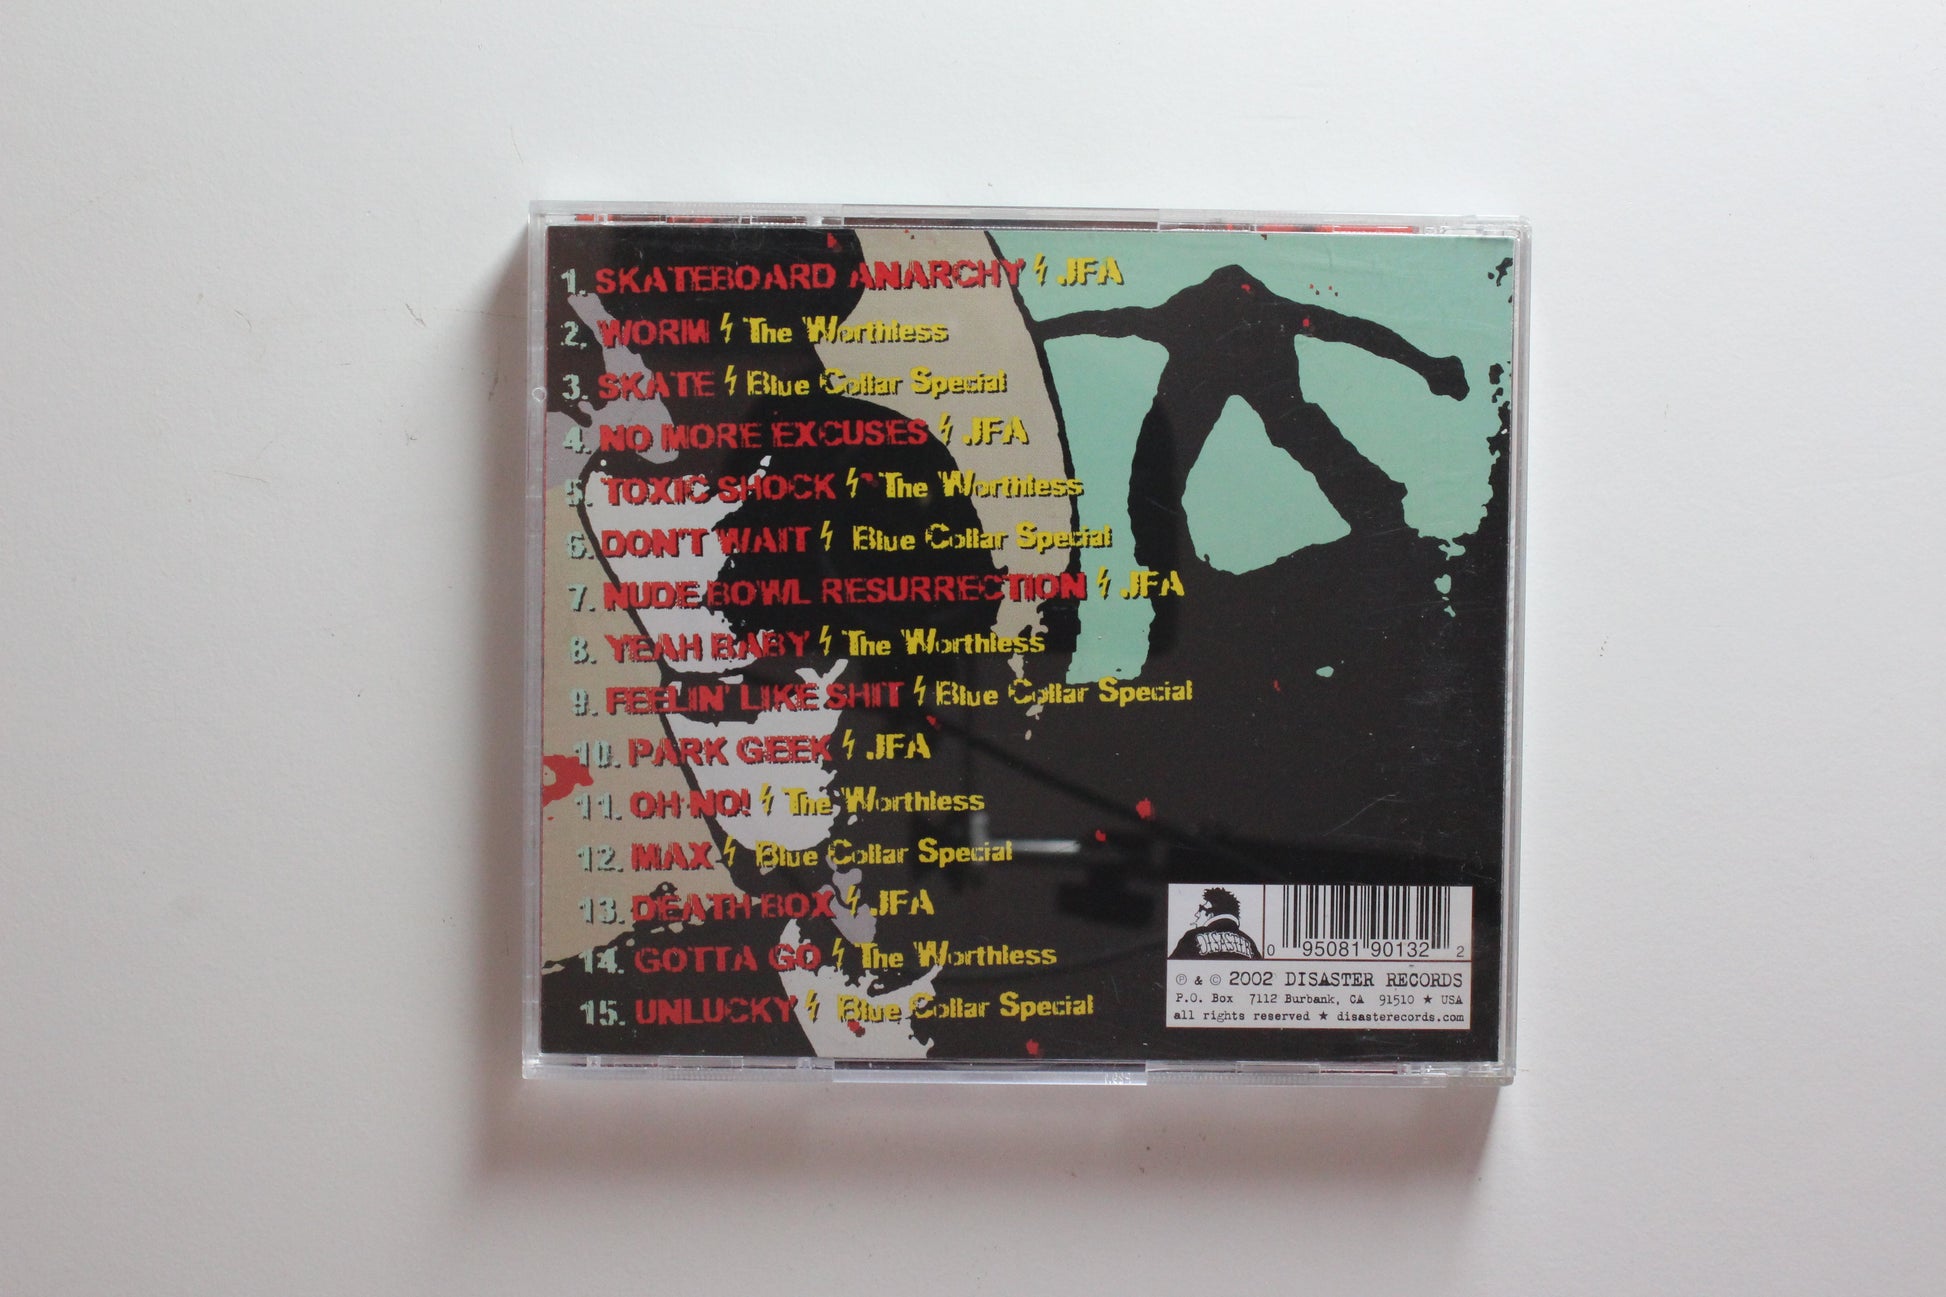 1. SKATEBOARD ANARCHY JFA
2. WORM The Worthless
3. SKATE Blue Collar Special
4. NO MORE EXCUSES JFA
5. TOXIC SHOCK The Worthless
6. DON'T WAIT Blue Collar Special
7. NUDE BOWL RESURRECTION JFA
8. YEAH BABY The Worthless
9. FEELIN' LIKE SHIT Blue Collar Special
10. PARK GEEK JFA
11. OH NO! The Worthless
12. MAX Blue Collar Special
13. DEATH BOX JFA
14. GOTTA GO The Worthless
15. UNLUCKY Blue Collar Special
DISASTER
0 95081 90132 2
℗ & © 2002 DISASTER RECORDS
P.O. Box 7112 Burbank, CA 91510 ★ USA
all rights reserved ★ disasterecords.com